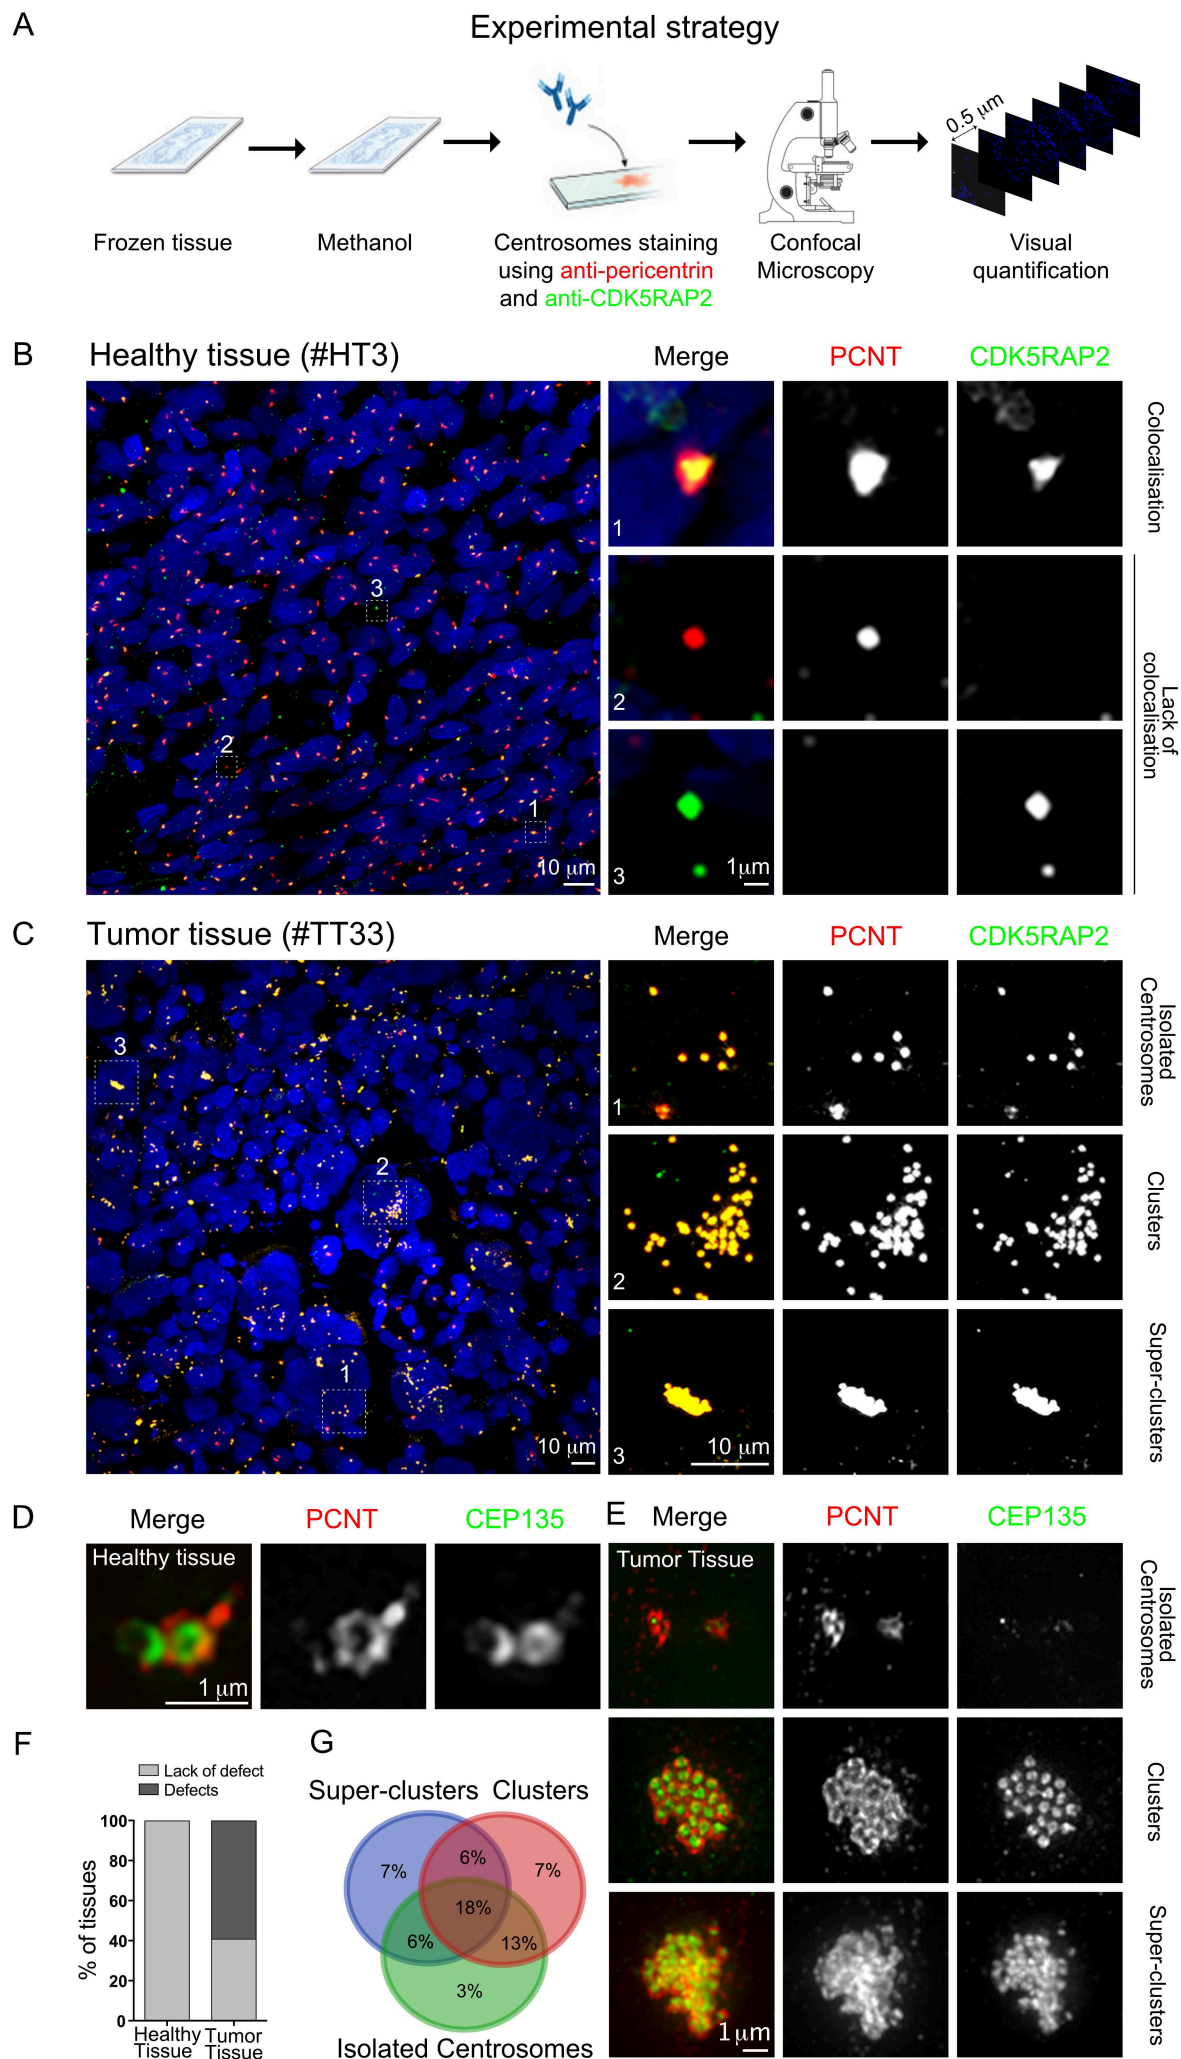 A
Experimental strategy
0.5 μm
Frozen tissue
Methanol
Centrosomes staining
using anti-pericentrin
and anti-CDK5RAP2
Confocal
Microscopy
Visual
quantification
B
Healthy tissue (#HT3)
Merge
PCNT
CDK5RAP2
3
2
1
10 μm
1
2
3
1μm
Colocalisation
Lack of
colocalisation
C
Tumor tissue (#TT33)
Merge
PCNT
CDK5RAP2
3
2
1
10 μm
1
2
3
10 μm
Isolated
Centrosomes
Clusters
Super-clusters
D
Merge
PCNT
CEP135
Healthy tissue
1 μm
E
Merge
PCNT
CEP135
Tumor Tissue
1μm
Isolated
Centrosomes
Clusters
Super-clusters
F
Lack of defect
Defects
% of tissues
100
80
60
40
20
0
Healthy
Tissue
Tumor
Tissue
G
Super-clusters
Clusters
7%
6%
7%
18%
6%
13%
3%
Isolated Centrosomes